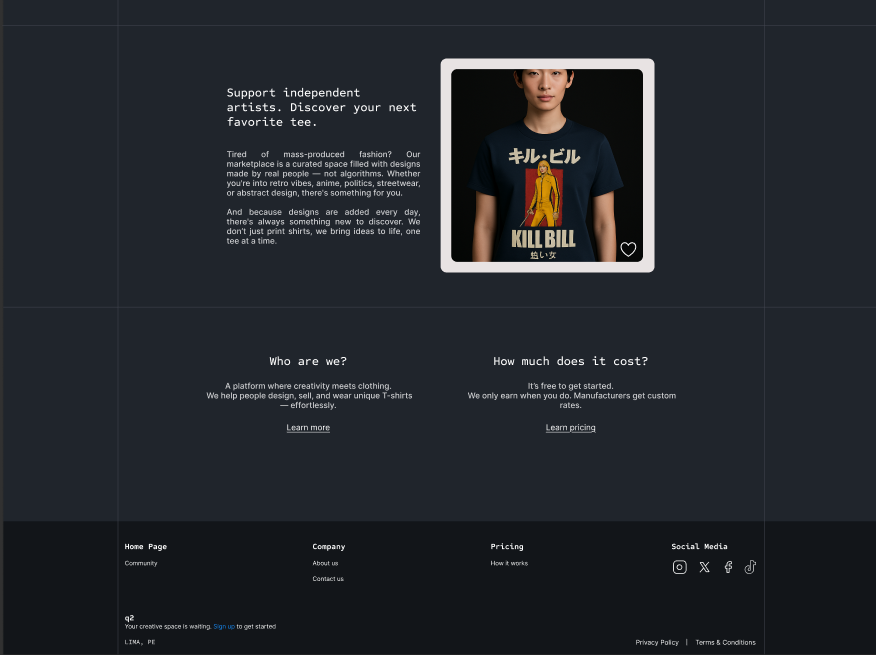 Support independent
artists. Discover your next
favorite tee.
Tired of mass-produced fashion? Our
marketplace is a curated space filled with designs
made by real people — not algorithms. Whether
you're into retro vibes, anime, politics, streetwear,
or abstract design, there's something for you.
And because designs are added every day,
there's always something new to discover. We
don't just print shirts, we bring ideas to life, one
tee at a time.
キル・ビル
KILL BILL
Who are we?
A platform where creativity meets clothing.
We help people design, sell, and wear unique T-shirts
— effortlessly.
Learn more
How much does it cost?
It's free to get started.
We only earn when you do. Manufacturers get custom
rates.
Learn pricing
Home Page
Community
Company
About us
Contact us
Pricing
How it works
Social Media
q2
Your creative space is waiting. Sign up to get started
LIMA, PE
Privacy Policy | Terms & Conditions